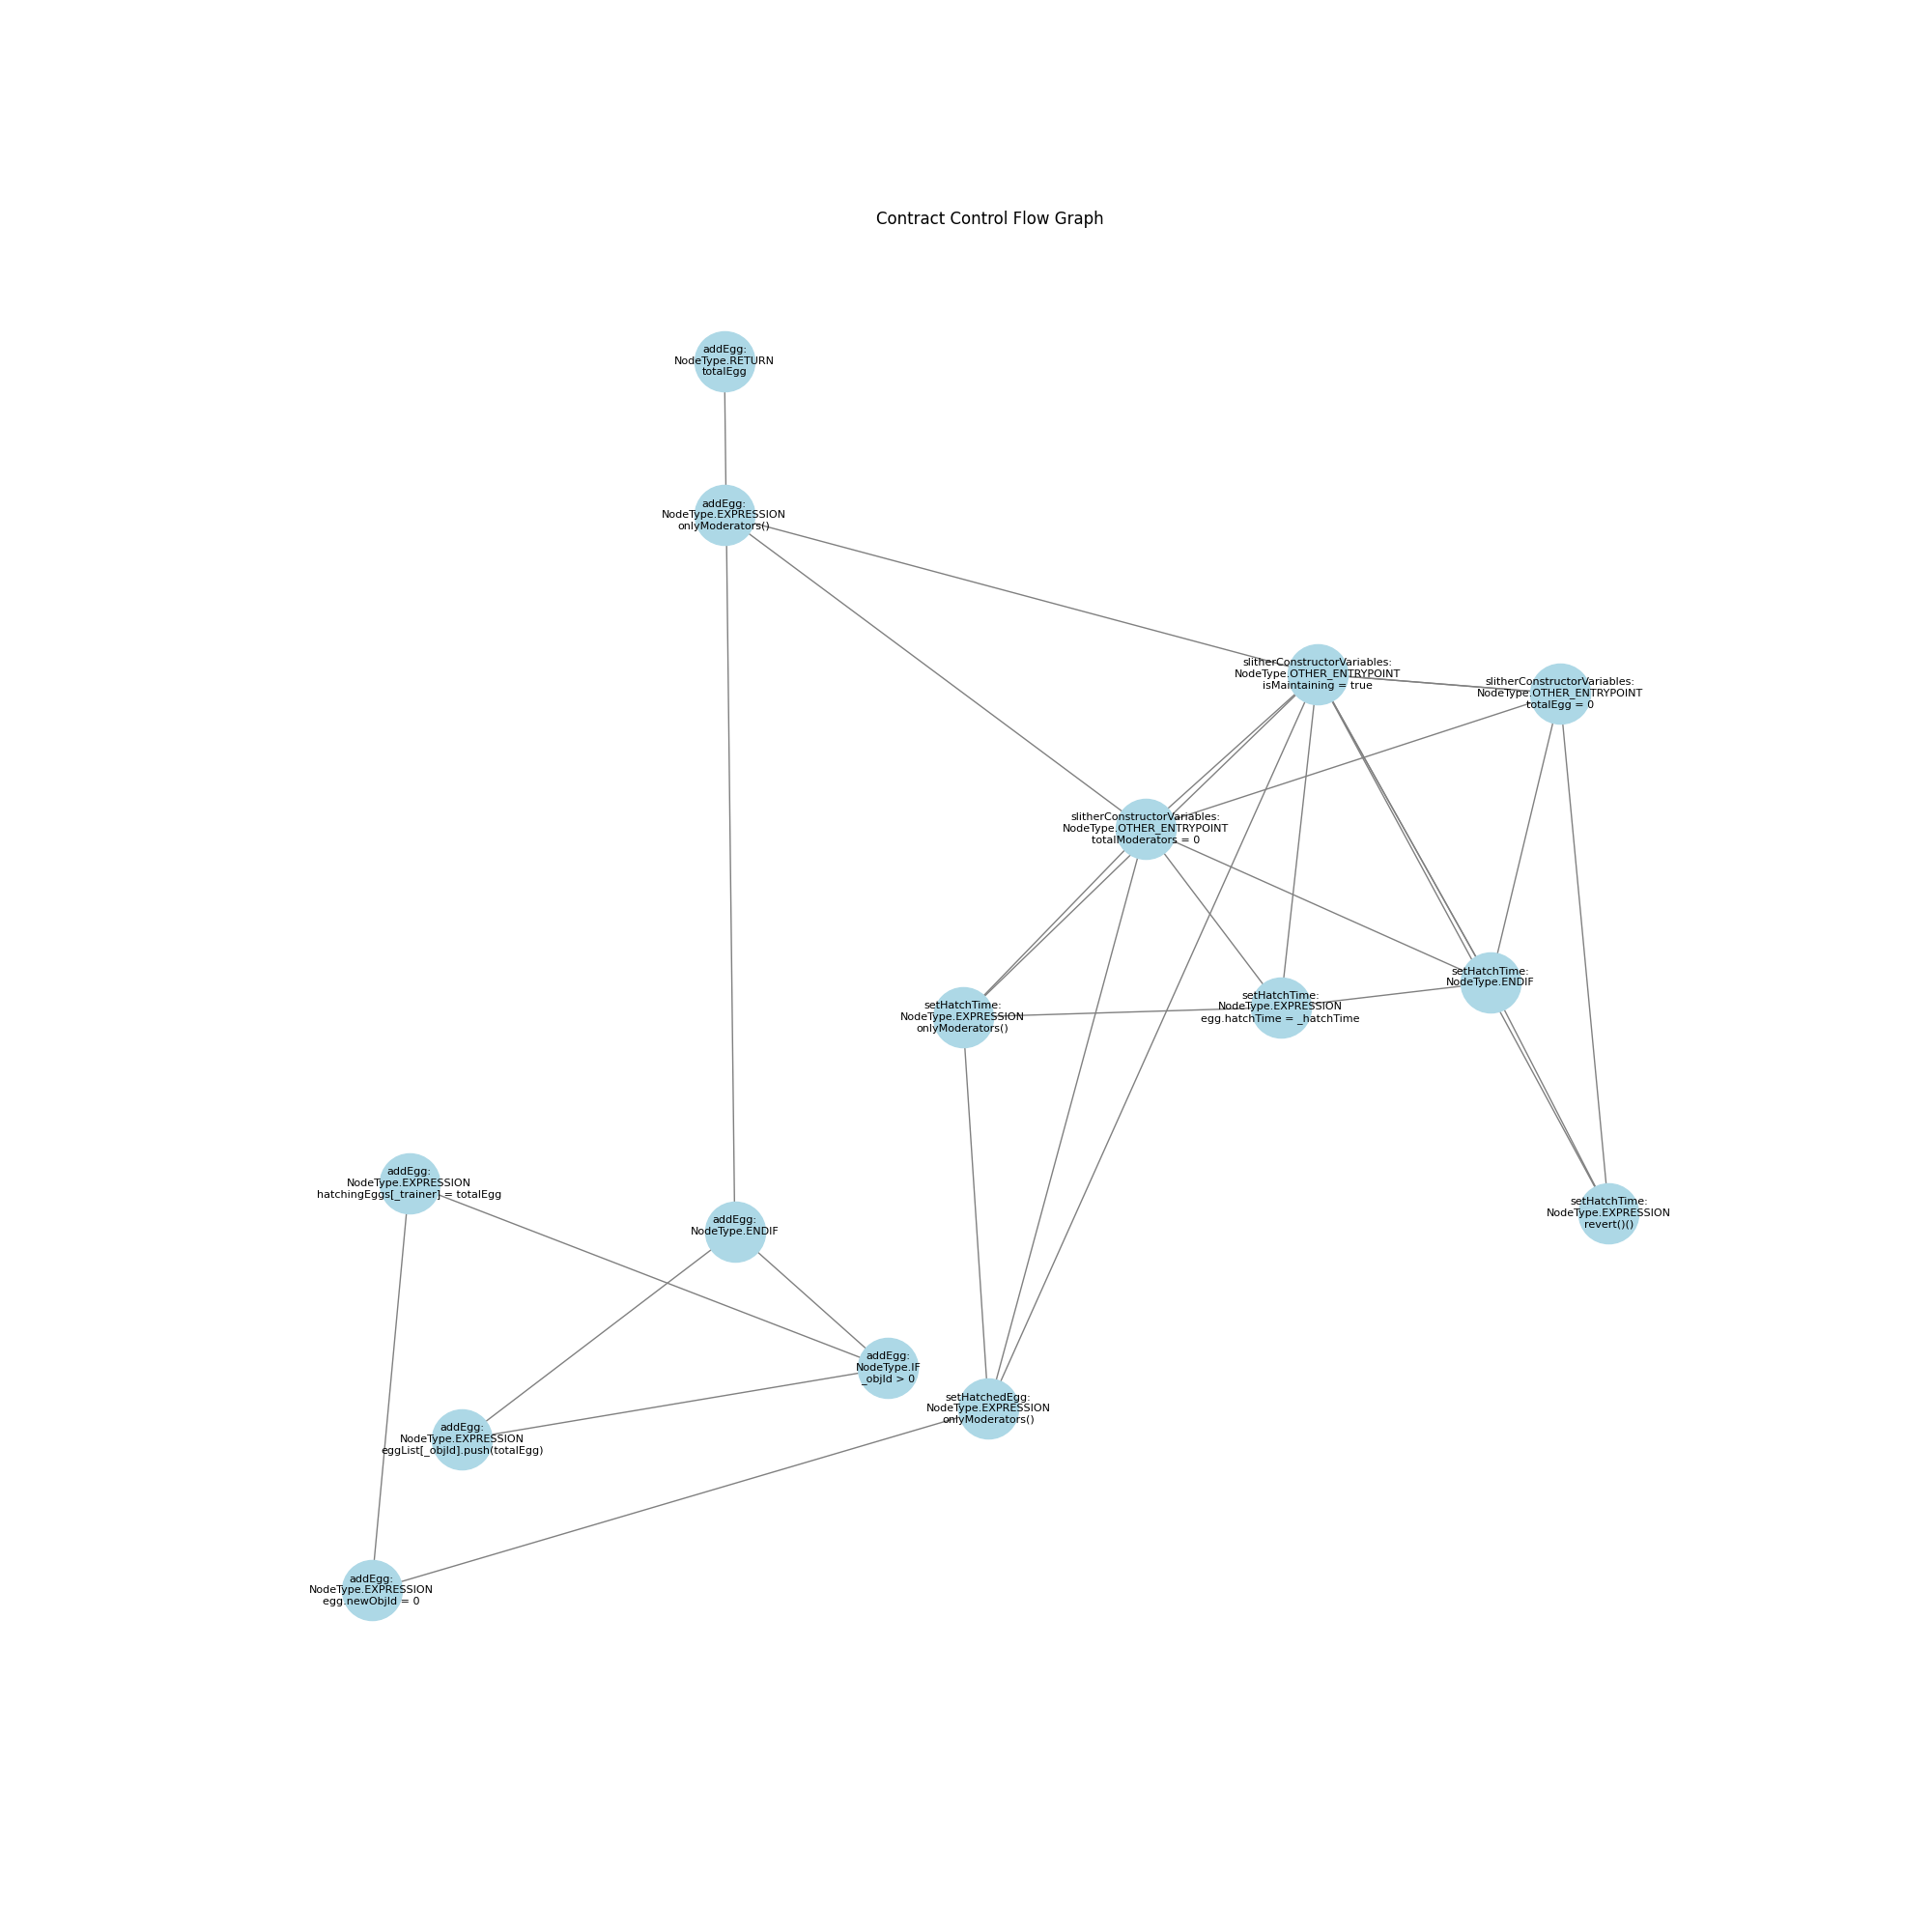 Contract Control Flow Graph
addEgg:
NodeType.RETURN
totalEgg
addEgg:
NodeType.EXPRESSION
onlyModerators()
slitherConstructorVariables:
NodeType.OTHER_ENTRYPOINT
isMaintaining = true
slitherConstructorVariables:
NodeType.OTHER_ENTRYPOINT
totalEgg = 0
slitherConstructorVariables:
NodeType.OTHER_ENTRYPOINT
totalModerators = 0
setHatchTime:
NodeType.ENDIF
setHatchTime:
NodeType.EXPRESSION
egg.hatchTime = _hatchTime
setHatchTime:
NodeType.EXPRESSION
onlyModerators()
addEgg:
NodeType.EXPRESSION
hatchingEggs[_trainer] = totalEgg
setHatchTime:
NodeType.EXPRESSION
revert()()
addEgg:
NodeType.ENDIF
addEgg:
NodeType.IF
_objId > 0
setHatchedEgg:
NodeType.EXPRESSION
onlyModerators()
addEgg:
NodeType.EXPRESSION
eggList[_objId].push(totalEgg)
addEgg:
NodeType.EXPRESSION
egg.newObjId = 0